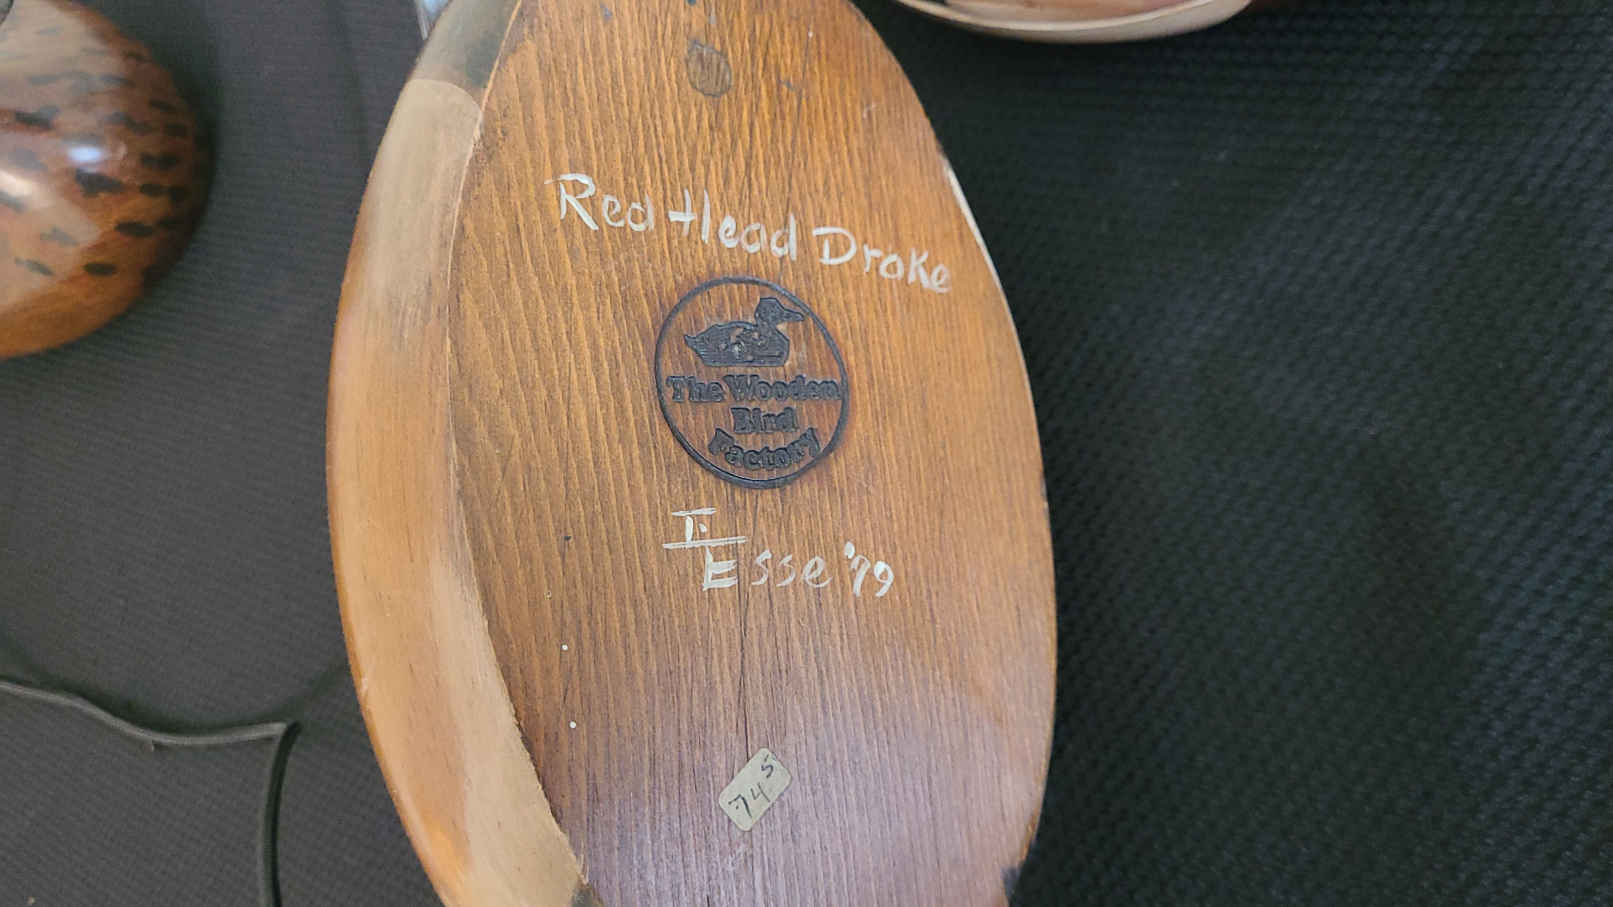 Red Head Drake
The Wooden
Bird
Factory
Esse '79
745